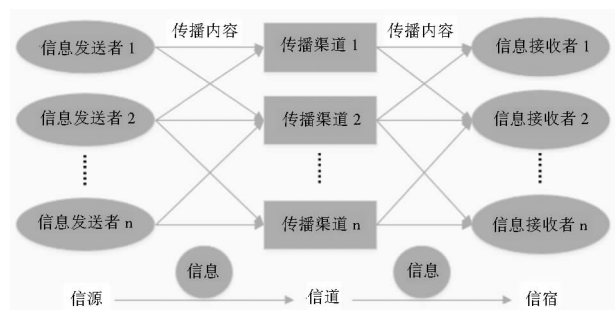 传播内容 传播内容
信息发送者 1 传播渠道 1 信息接收者 1
信息发送者 2 传播渠道 2 信息接收者 2
信息发送者 n 传播渠道 n 信息接收者 n
信息 信息
信源 信道 信宿